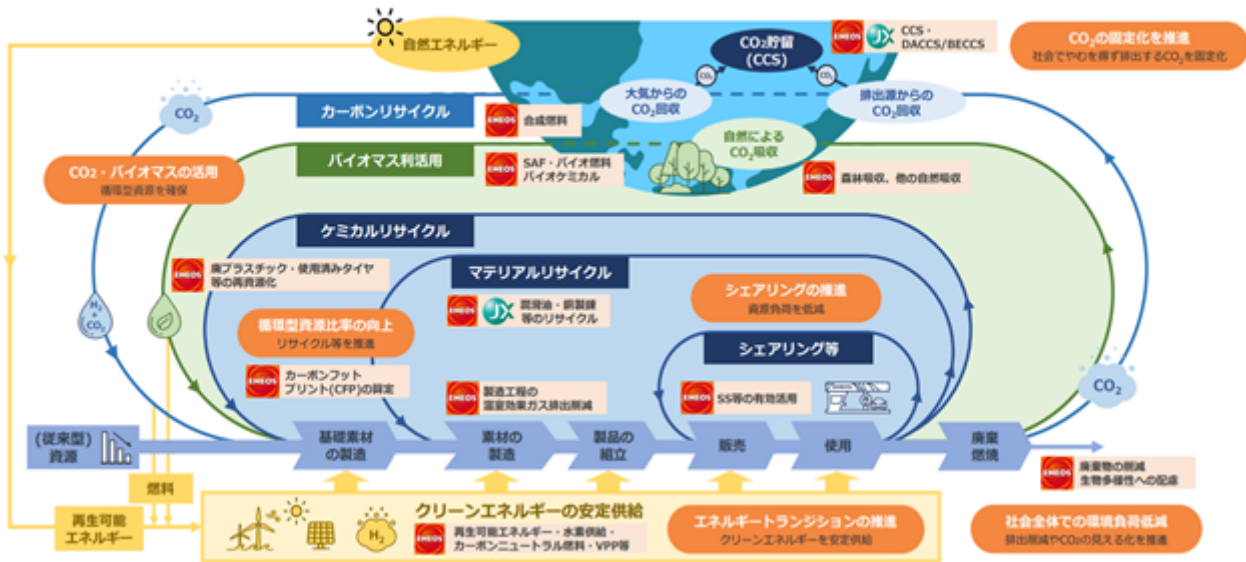 自然エネルギー
CO2貯留
(CCS)
ENEOS
JX
CCS・
DACCS/BECCS
CO2の固定化を推進
社会でやむを得ず排出するCO2を固定化
CO2
CO2
大気からの
CO2回収
排出源からの
CO2回収
CO2
カーボンリサイクル
ENEOS
合成燃料
自然による
CO2吸収
バイオマス利活用
ENEOS
SAF・バイオ燃料
バイオケミカル
ENEOS
森林吸収、他の自然吸収
CO2・バイオマスの活用
循環型資源を確保
ケミカルリサイクル
ENEOS
廃プラスチック・使用済みタイヤ
等の再資源化
マテリアルリサイクル
ENEOS
JX
潤滑油・銅製錬
等のリサイクル
シェアリングの推進
資源負荷を低減
H2
+
CO2
循環型資源比率の向上
リサイクル等を推進
シェアリング等
ENEOS
カーボンフット
プリント(CFP)の算定
ENEOS
製造工程の
温室効果ガス排出削減
ENEOS
SS等の有効活用
CO2
(従来型)
資源
基礎素材
の製造
素材の
製造
製品の
組立
販売
使用
廃棄
燃焼
ENEOS
廃棄物の削減
生物多様性への配慮
燃料
再生可能
エネルギー
クリーンエネルギーの安定供給
H2
ENEOS
再生可能エネルギー・水素供給・
カーボンニュートラル燃料・VPP等
エネルギートランジションの推進
クリーンエネルギーを安定供給
社会全体での環境負荷低減
排出削減やCO2の見える化を推進